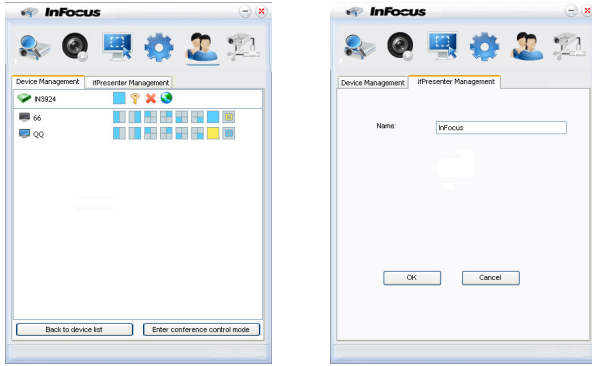 InFocus
Device Management ifPresenter Management
IN3924
66
QQ
Back to device list Enter conference control mode
InFocus
Device Management ifPresenter Management
Name: InFocus
OK Cancel